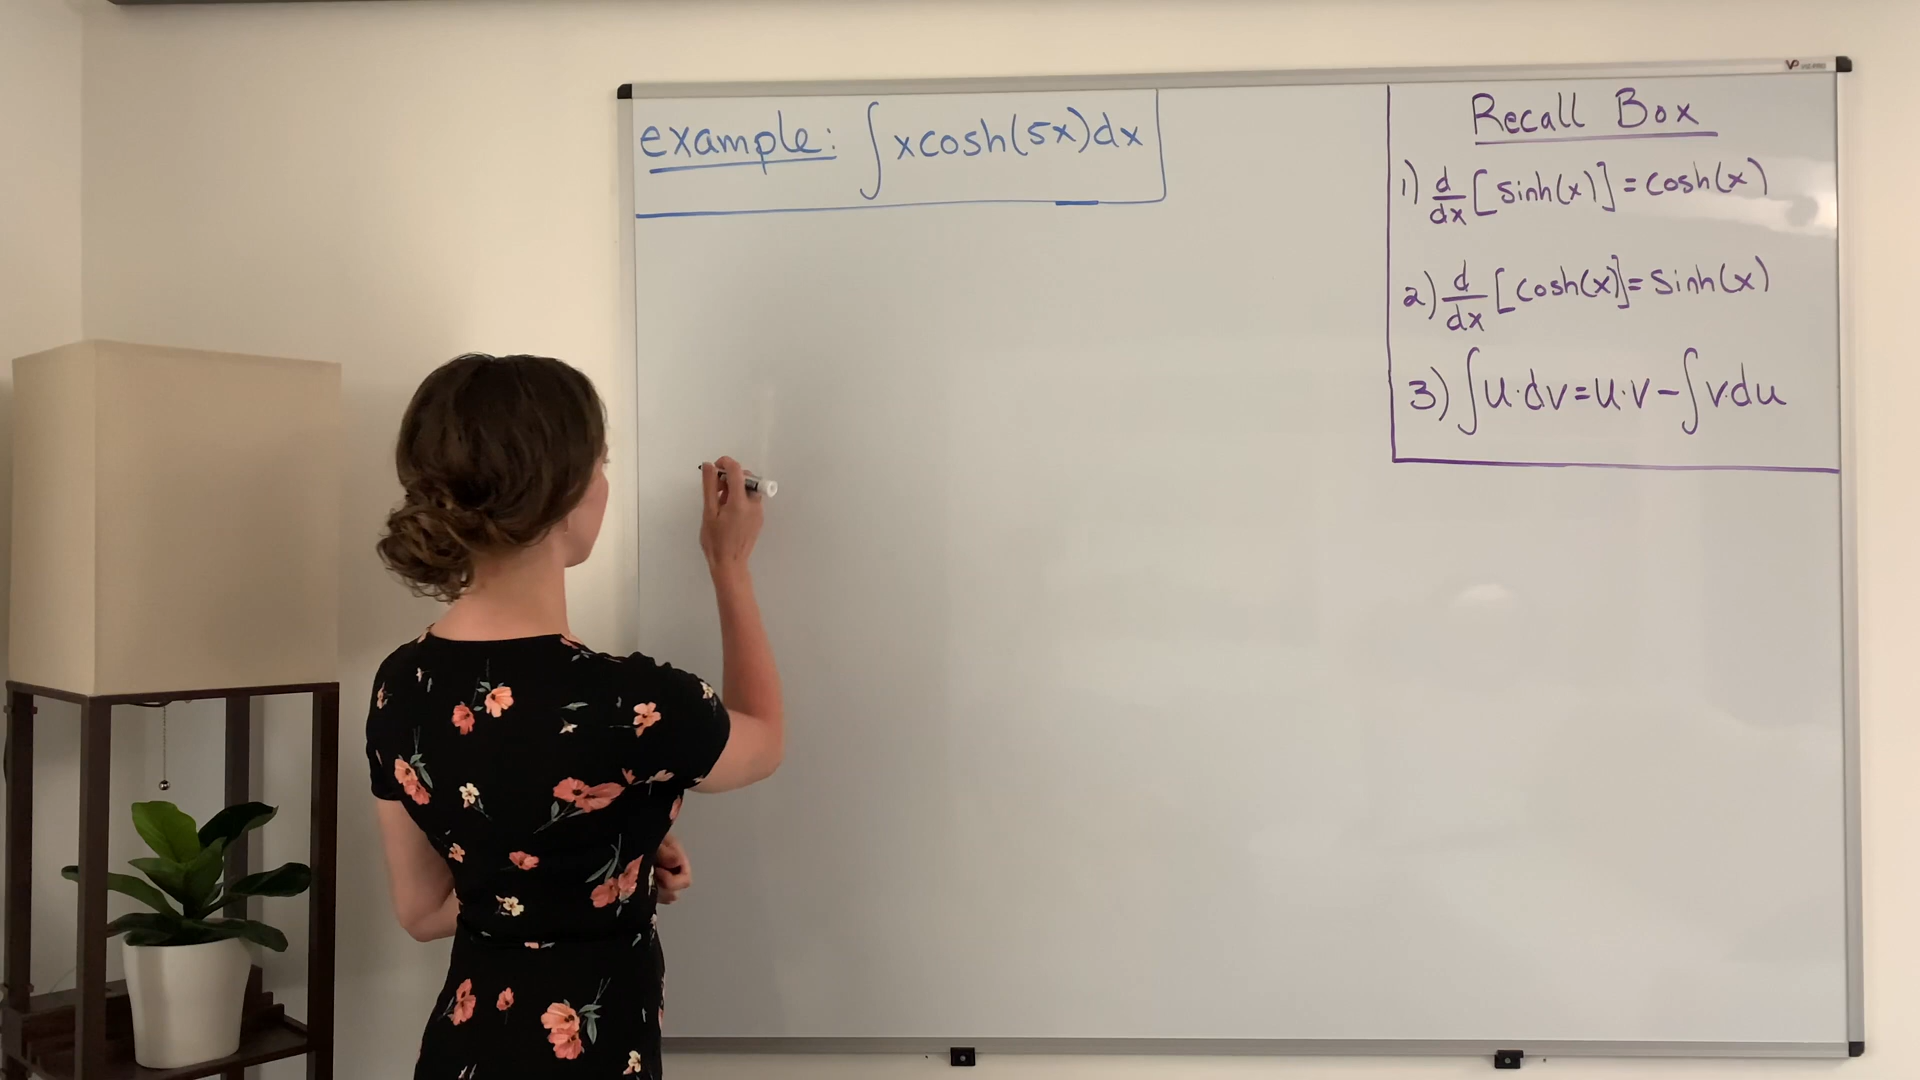 example: ∫xcosh(5x)dx
Recall Box
1) d/dx [sinh(x)] = cosh(x)
2) d/dx [cosh(x)] = sinh(x)
3) ∫u·dv = u·v - ∫v·du